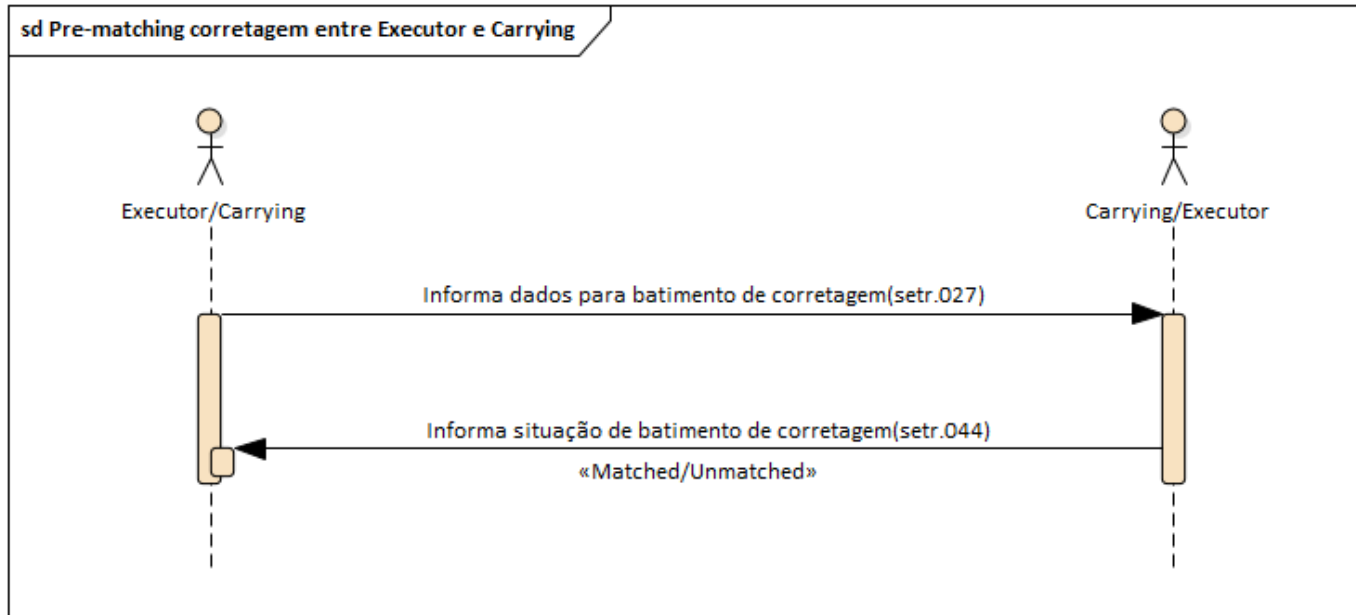 sd Pre-matching corretagem entre Executor e Carrying
Executor/Carrying
Carrying/Executor
Informa dados para batimento de corretagem(setr.027)
Informa situação de batimento de corretagem(setr.044)
«Matched/Unmatched»